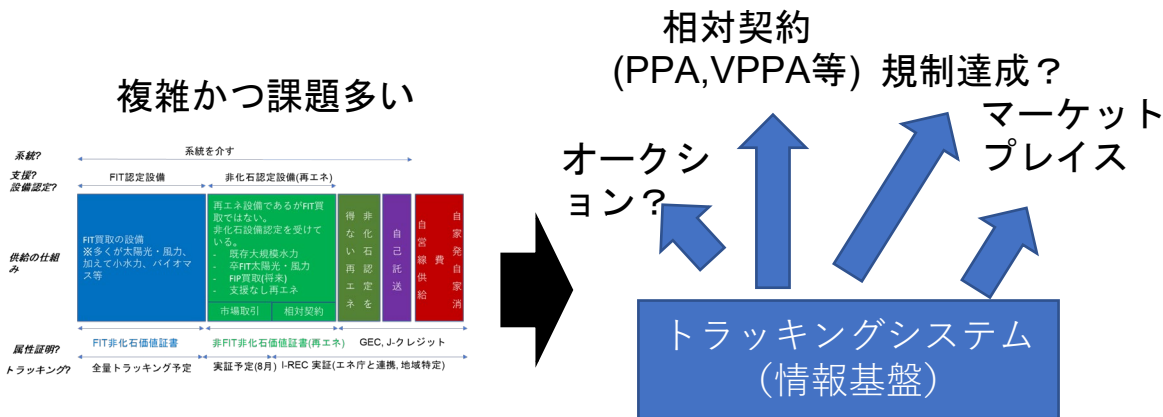 複雑かつ課題多い
系統?
系統を介す
支援?
設備認定?
FIT認定設備
非化石認定設備(再エネ)
供給の仕組
み
FIT買取の設備
※多くが太陽光・風力、
加えて小水力、バイオマ
ス等
再エネ設備であるがFIT買
取ではない。
非化石設備認定を受けて
いる。
- 既存大規模水力
- 卒FIT太陽光・風力
- FIP買取(将未)
- 支援なし再エネ
市場取引
相対契約
非化石認定を
得ない再エネ
自己託送
自家発自家消
費
自営線供給
属性証明?
FIT非化石価値証書
非FIT非化石価値証書(再エネ)
GEC, J-クレジット
トラッキング?
全量トラッキング予定
実証予定(8月)
I-REC 実証(エネ庁と連携, 地域特定)
相対契約
(PPA,VPPA等)
規制達成？
オークシ
ョン？
マーケット
プレイス
トラッキングシステム
（情報基盤）